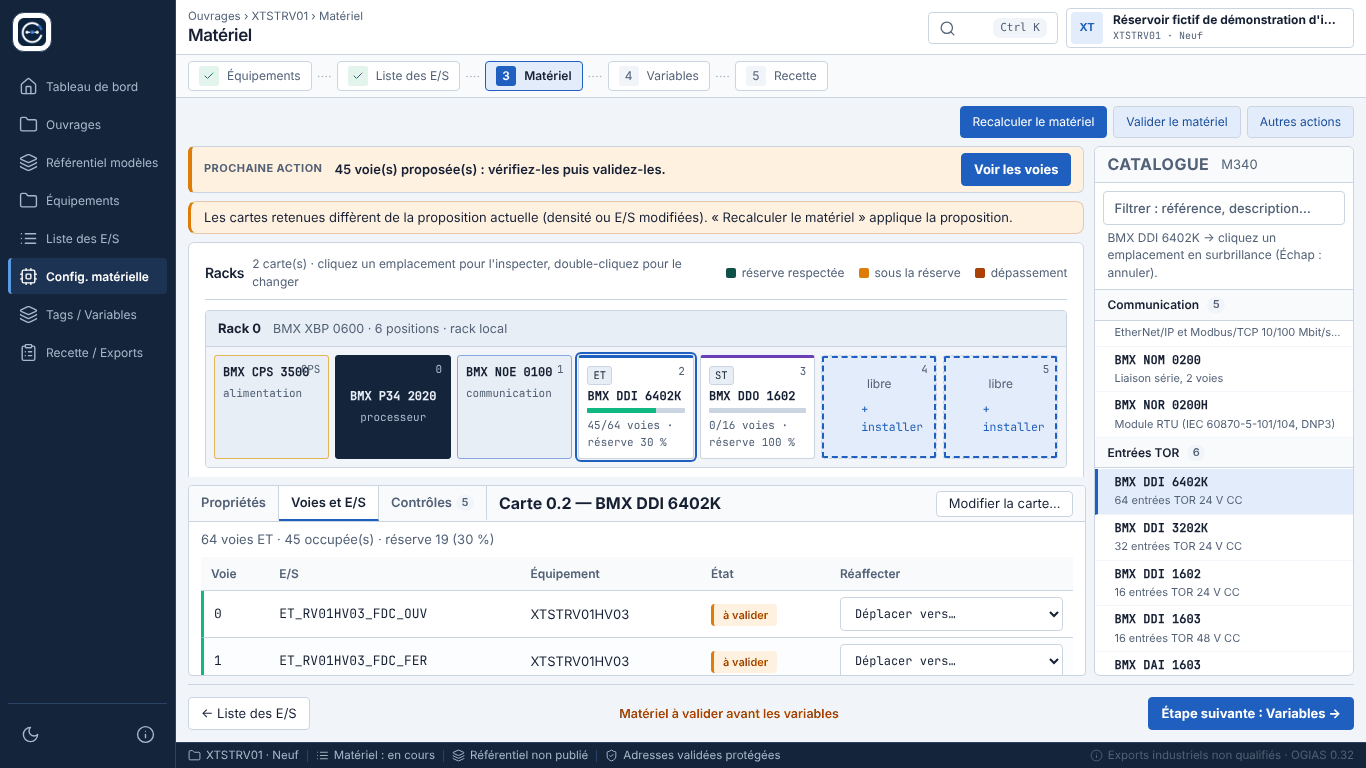 Ouvrages › XTSTRV01 › Matériel
Matériel
Ctrl K
XT
Réservoir fictif de démonstration d'i...
XTSTRV01 · Neuf
Tableau de bord
Ouvrages
Référentiel modèles
Équipements
Liste des E/S
Config. matérielle
Tags / Variables
Recette / Exports
Équipements
Liste des E/S
3 Matériel
4 Variables
5 Recette
Recalculer le matériel
Valider le matériel
Autres actions
PROCHAINE ACTION 45 voie(s) proposée(s) : vérifiez-les puis validez-les.
Voir les voies
Les cartes retenues diffèrent de la proposition actuelle (densité ou E/S modifiées). « Recalculer le matériel » applique la proposition.
Racks
2 carte(s) · cliquez un emplacement pour l'inspecter, double-cliquez pour le
changer
réserve respectée
sous la réserve
dépassement
Rack 0 BMX XBP 0600 · 6 positions · rack local
BMX CPS 3500
CPS
alimentation
0
BMX P34 2020
processeur
BMX NOE 0100 1
communication
ET 2
BMX DDI 6402K
45/64 voies ·
réserve 30 %
ST 3
BMX DDO 1602
0/16 voies ·
réserve 100 %
4
libre
+
installer
5
libre
+
installer
Propriétés
Voies et E/S
Contrôles 5
Carte 0.2 — BMX DDI 6402K
Modifier la carte...
64 voies ET · 45 occupée(s) · réserve 19 (30 %)
Voie E/S Équipement État Réaffecter
0 ET_RV01HV03_FDC_OUV XTSTRV01HV03 à valider Déplacer vers…
1 ET_RV01HV03_FDC_FER XTSTRV01HV03 à valider Déplacer vers…
CATALOGUE M340
Filtrer : référence, description...
BMX DDI 6402K → cliquez un
emplacement en surbrillance (Échap :
annuler).
Communication 5
EtherNet/IP et Modbus/TCP 10/100 Mbit/s...
BMX NOM 0200
Liaison série, 2 voies
BMX NOR 0200H
Module RTU (IEC 60870-5-101/104, DNP3)
Entrées TOR 6
BMX DDI 6402K
64 entrées TOR 24 V CC
BMX DDI 3202K
32 entrées TOR 24 V CC
BMX DDI 1602
16 entrées TOR 24 V CC
BMX DDI 1603
16 entrées TOR 48 V CC
BMX DAI 1603
← Liste des E/S
Matériel à valider avant les variables
Étape suivante : Variables →
XTSTRV01 · Neuf
Matériel : en cours
Référentiel non publié
Adresses validées protégées
Exports industriels non qualifiés · OGIAS 0.32